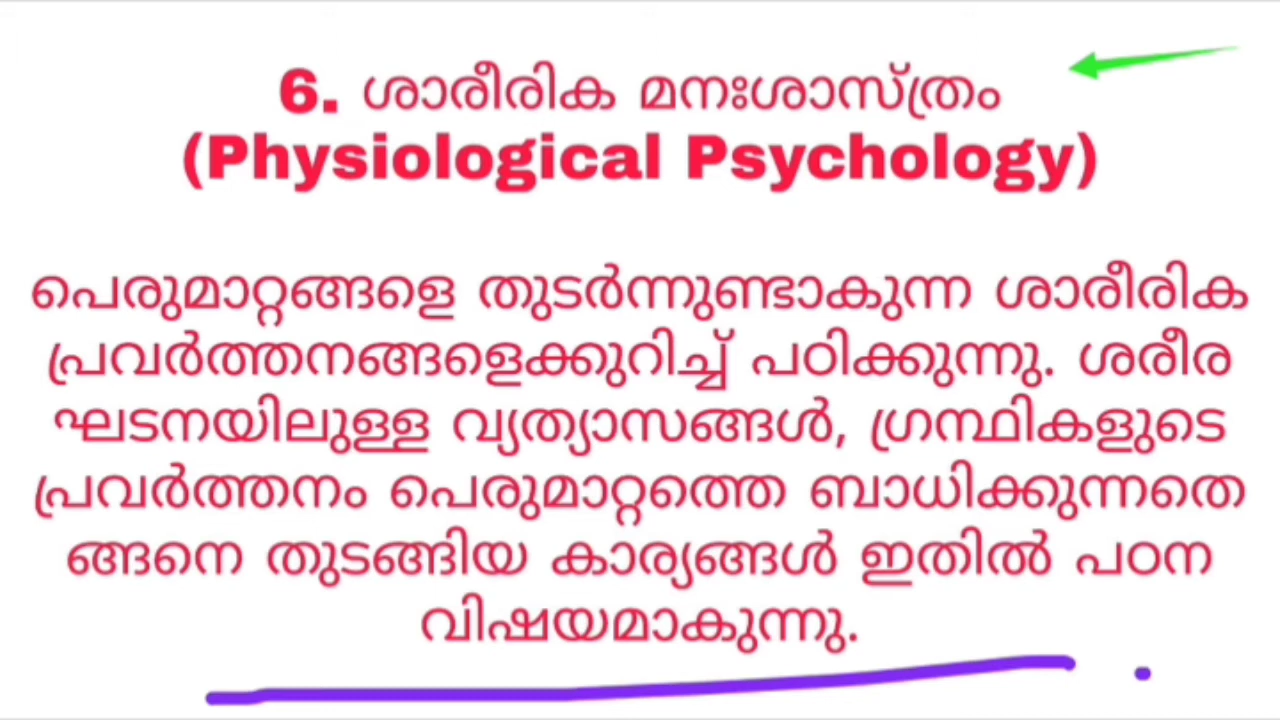 6. ശാരീരിക മനഃശാസ്ത്രം
(Physiological Psychology)
പെരുമാറ്റങ്ങളെ തുടർന്നുണ്ടാകുന്ന ശാരീരിക
പ്രവർത്തനങ്ങളെക്കുറിച്ച് പഠിക്കുന്നു. ശരീര
ഘടനയിലുള്ള വ്യത്യാസങ്ങൾ, ഗ്രന്ഥികളുടെ
പ്രവർത്തനം പെരുമാറ്റത്തെ ബാധിക്കുന്നതെ
ങ്ങനെ തുടങ്ങിയ കാര്യങ്ങൾ ഇതിൽ പഠന
വിഷയമാകുന്നു.